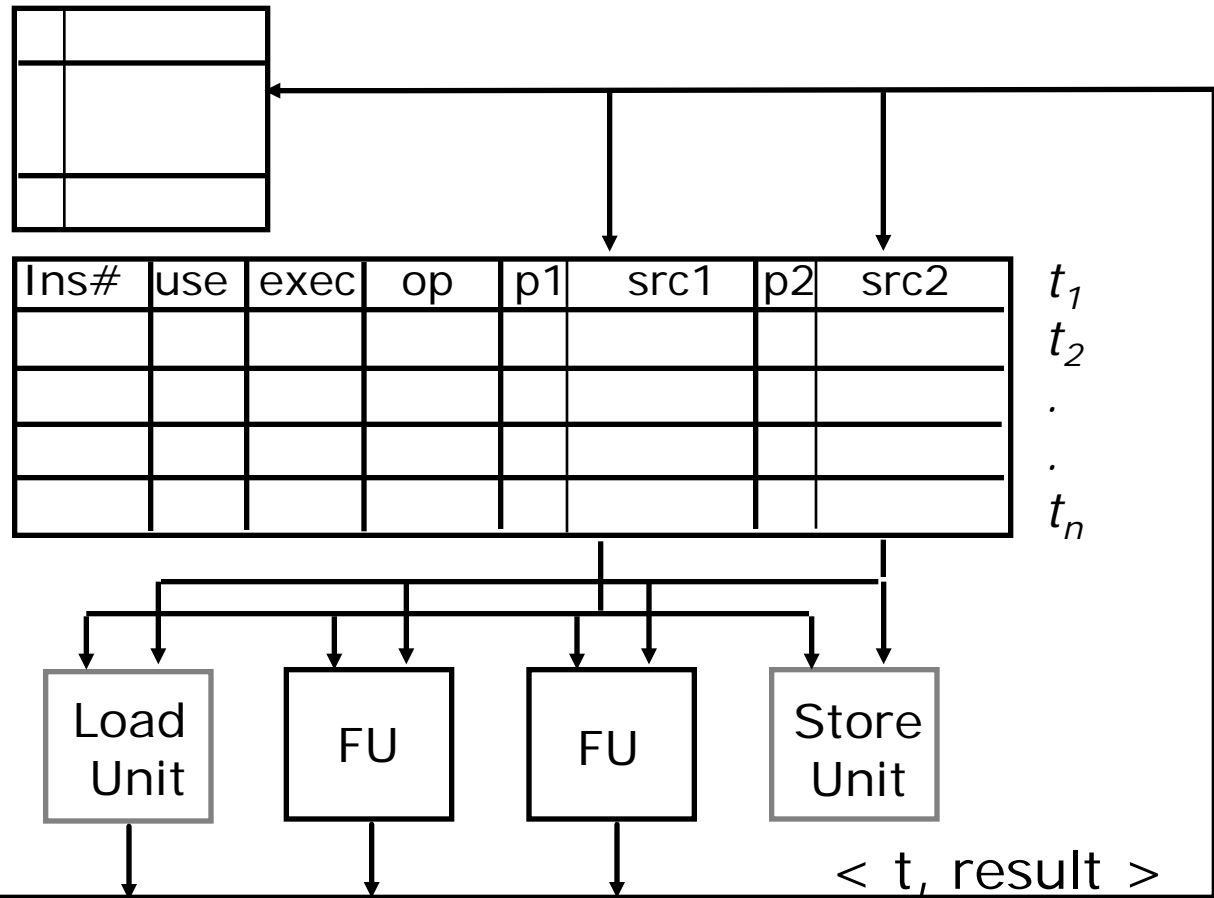 Ins# use exec op p1 src1 p2 src2 t₁
t₂
.
.
tₙ
Load Unit
FU
FU
Store Unit
< t, result >